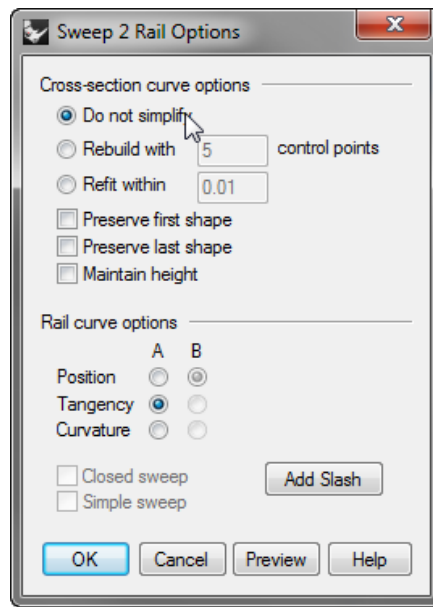 Sweep 2 Rail Options
Cross-section curve options
Do not simplify
Rebuild with 5 control points
Refit within 0.01
Preserve first shape
Preserve last shape
Maintain height
Rail curve options
A B
Position
Tangency
Curvature
Closed sweep
Add Slash
Simple sweep
OK Cancel Preview Help